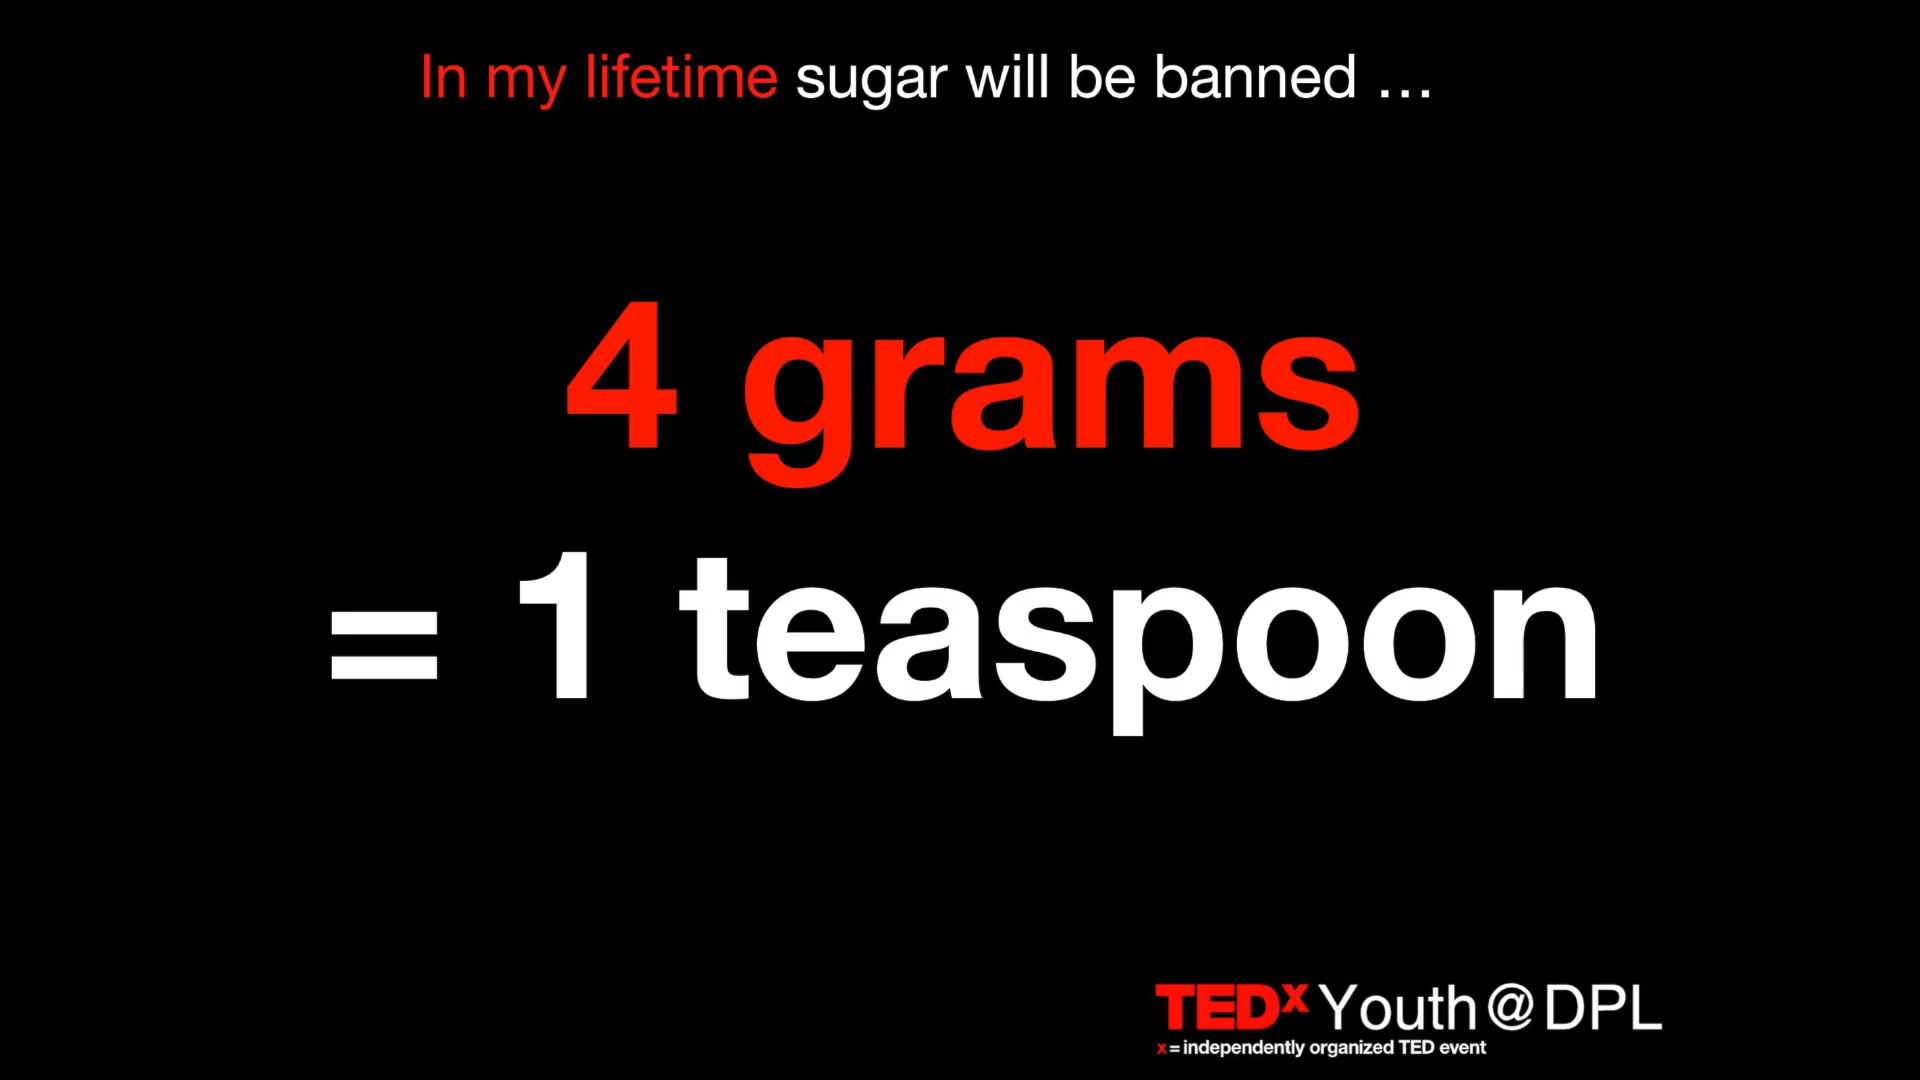 In my lifetime sugar will be banned …
4 grams
= 1 teaspoon
TEDx Youth@DPL
x = independently organized TED event